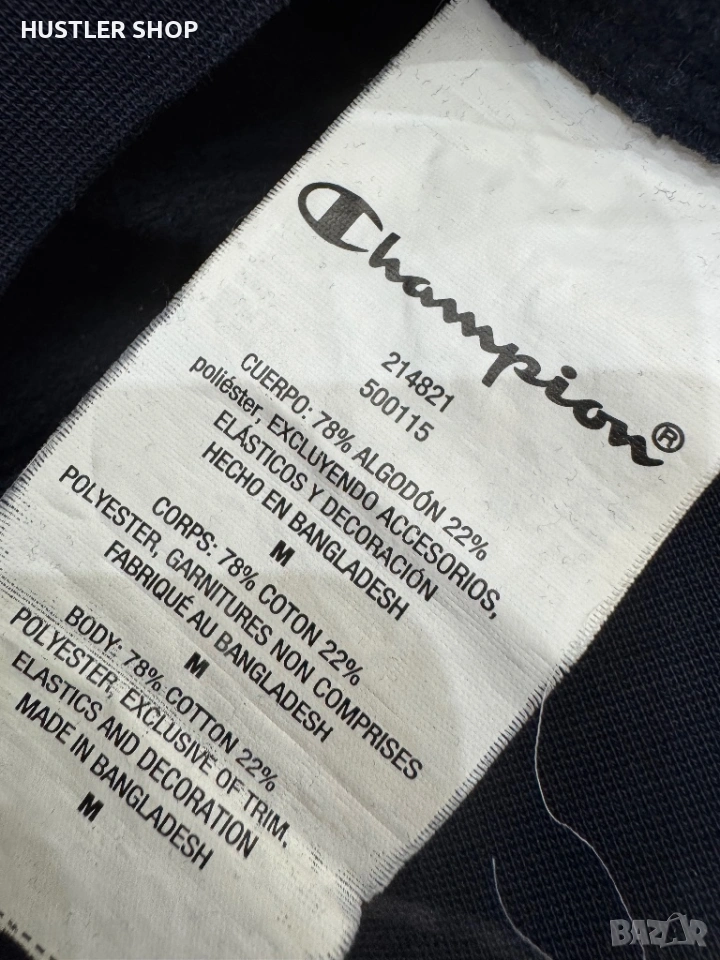 HUSTLER SHOP
Champion®
214821
500115
CUERPO: 78% ALGODÓN 22%
poliéster, EXCLUYENDO ACCESORIOS,
ELÁSTICOS Y DECORACIÓN
HECHO EN BANGLADESH
M
CORPS: 78% COTON 22%
POLYESTER, GARNITURES NON COMPRISES
FABRIQUÉ AU BANGLADESH
M
BODY: 78% COTTON 22%
POLYESTER, EXCLUSIVE OF TRIM,
ELASTICS AND DECORATION
MADE IN BANGLADESH
M
BAZAR